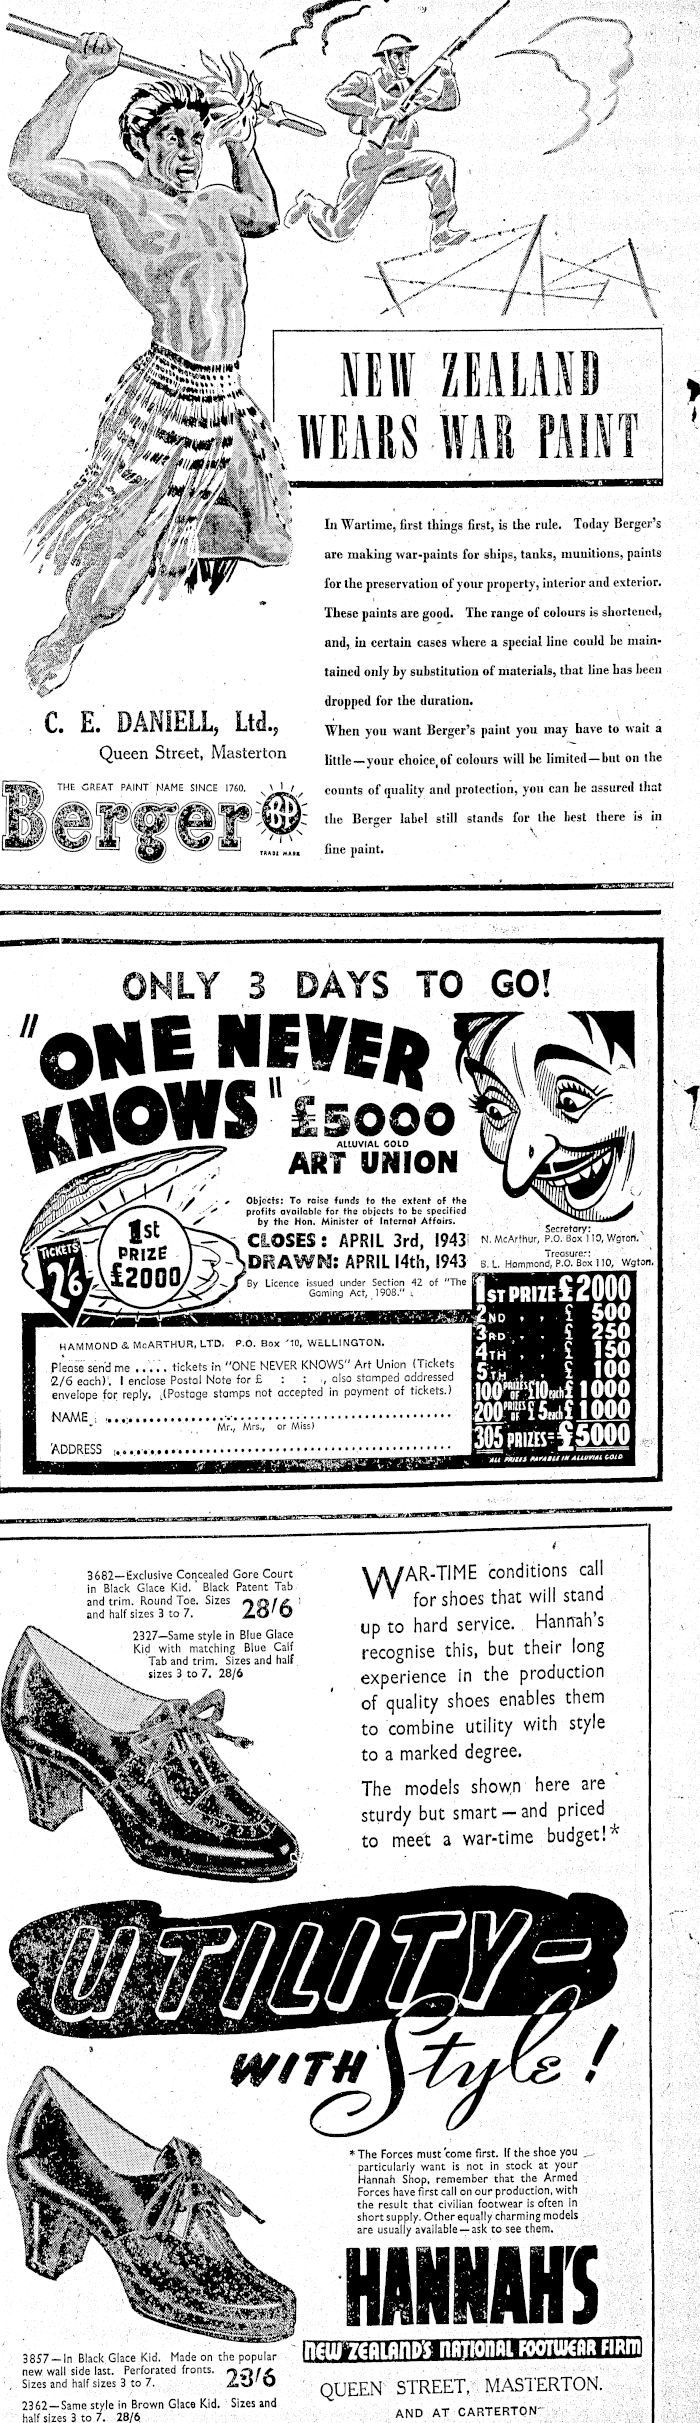 NEW ZEALAND
WEARS WAR PAINT
In Wartime, first things first, is the rule. Today Berger's
are making war-paints for ships, tanks, munitions, paints
for the preservation of your property, interior and exterior.
These paints are good. The range of colours is shortened,
and, in certain cases where a special line could be main-
tained only by substitution of materials, that line has been
dropped for the duration.
When you want Berger's paint you may have to wait a
little—your choice of colours will be limited—but on the
counts of quality and protection, you can be assured that
the Berger label still stands for the best there is in
fine paint.
C. E. DANIELL, Ltd.,
Queen Street, Masterton
THE GREAT PAINT NAME SINCE 1760.
Berger
BP
TRADE MARK
ONLY 3 DAYS TO GO!
"ONE NEVER
KNOWS"
£5000
ALLUVIAL GOLD
ART UNION
1st
PRIZE
£2000
TICKETS
2/6
Objects: To raise funds to the extent of the
profits available for the objects to be specified
by the Hon. Minister of Internal Affairs.
CLOSES: APRIL 3rd, 1943
DRAWN: APRIL 14th, 1943
By Licence issued under Section 42 of "The
Gaming Act, 1908."
Secretary:
N. McArthur, P.O. Box 110, Wgton.
Treasurer:
B. L. Hammond, P.O. Box 110, Wgton.
1ST PRIZE £2000
2ND , , £ 500
3RD , , £ 250
4TH , , £ 150
5TH , , £ 100
100 PRIZES OF £10 each £1000
200 PRIZES OF £5 each £1000
305 PRIZES = £5000
ALL PRIZES PAYABLE IN ALLUVIAL GOLD
HAMMOND & McARTHUR, LTD. P.O. Box '10, WELLINGTON.
Please send me ..... tickets in "ONE NEVER KNOWS" Art Union (Tickets
2/6 each). I enclose Postal Note for £ : : , also stamped addressed
envelope for reply. (Postage stamps not accepted in payment of tickets.)
NAME
Mr., Mrs., or Miss)
ADDRESS
3682—Exclusive Concealed Gore Court
in Black Glace Kid. Black Patent Tab
and trim. Round Toe. Sizes
and half sizes 3 to 7. 28/6
2327—Same style in Blue Glace
Kid with matching Blue Calf
Tab and trim. Sizes and half
sizes 3 to 7. 28/6
WAR-TIME conditions call
for shoes that will stand
up to hard service. Hannah's
recognise this, but their long
experience in the production
of quality shoes enables them
to combine utility with style
to a marked degree.
The models shown here are
sturdy but smart—and priced
to meet a war-time budget!*
UTILITY-
WITH Style!
* The Forces must come first. If the shoe you
particularly want is not in stock at your
Hannah Shop, remember that the Armed
Forces have first call on our production, with
the result that civilian footwear is often in
short supply. Other equally charming models
are usually available—ask to see them.
HANNAH'S
NEW ZEALAND'S NATIONAL FOOTWEAR FIRM
QUEEN STREET, MASTERTON.
AND AT CARTERTON
3857—In Black Glace Kid. Made on the popular
new wall side last. Perforated fronts.
Sizes and half sizes 3 to 7. 28/6
2362—Same style in Brown Glace Kid. Sizes and
half sizes 3 to 7. 28/6